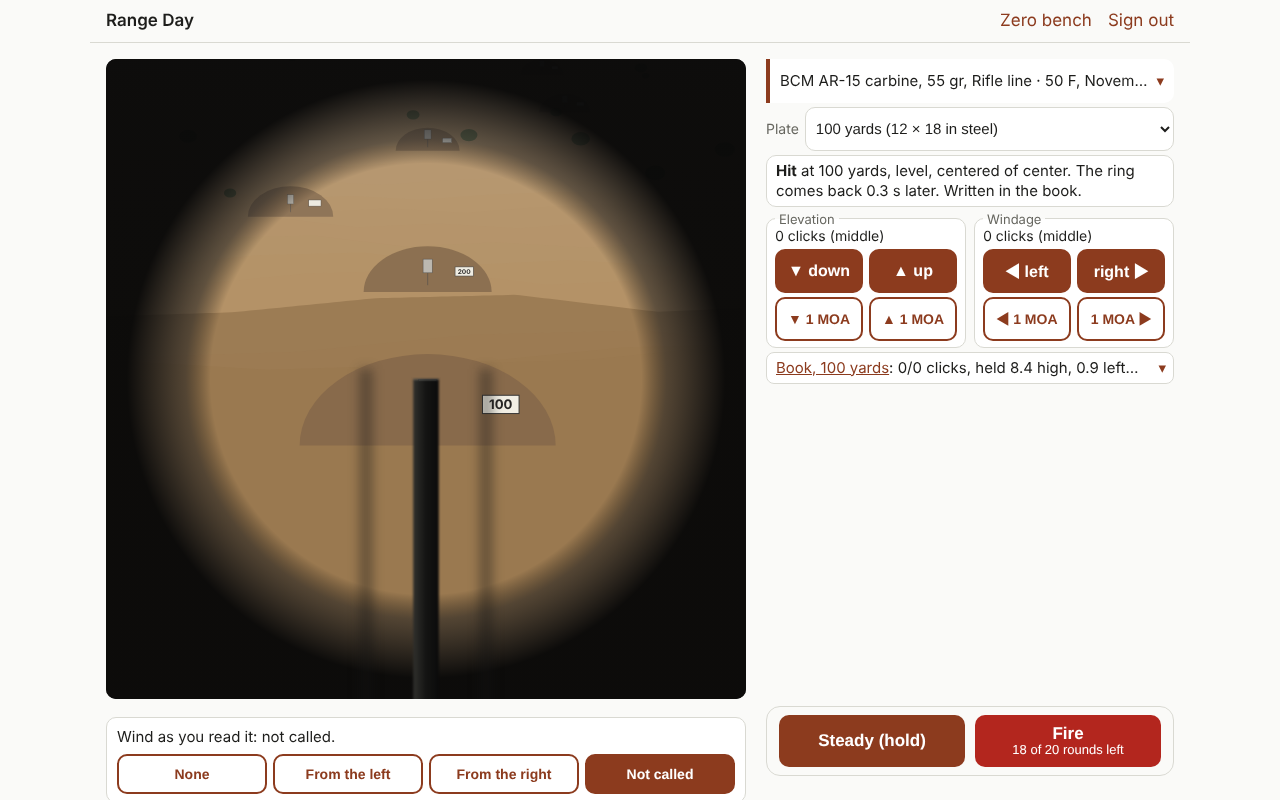 Range Day
Zero bench
Sign out
200
100
Wind as you read it: not called.
None
From the left
From the right
Not called
BCM AR-15 carbine, 55 gr, Rifle line · 50 F, Novem... ▾
Plate
100 yards (12 × 18 in steel)
Hit at 100 yards, level, centered of center. The ring
comes back 0.3 s later. Written in the book.
Elevation
0 clicks (middle)
▼ down
▲ up
▼ 1 MOA
▲ 1 MOA
Windage
0 clicks (middle)
◀ left
right ▶
◀ 1 MOA
1 MOA ▶
Book, 100 yards: 0/0 clicks, held 8.4 high, 0.9 left... ▾
Steady (hold)
Fire
18 of 20 rounds left